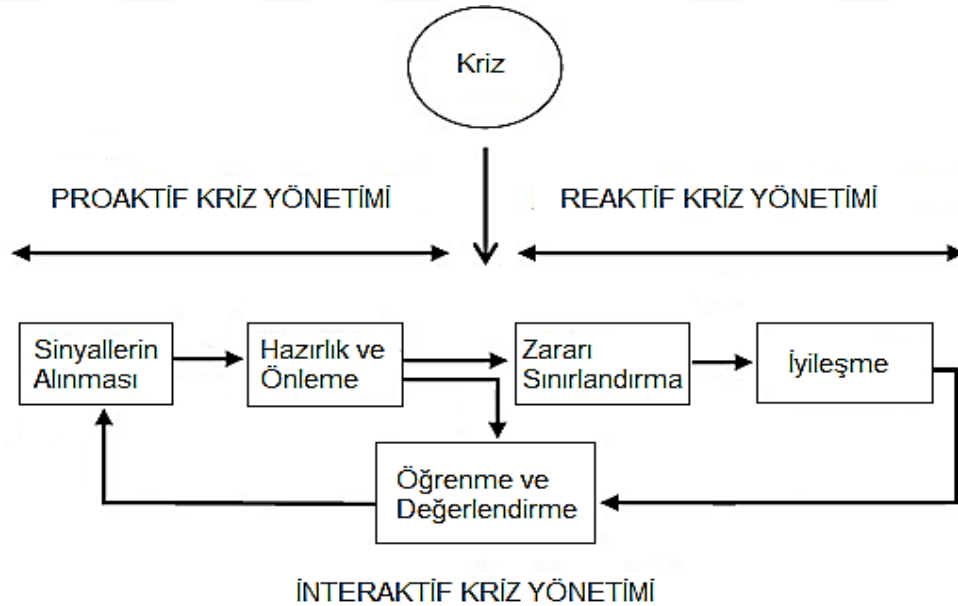 Kriz
PROAKTİF KRİZ YÖNETİMİ
REAKTİF KRİZ YÖNETİMİ
Sinyallerin
Alınması
Hazırlık ve
Önleme
Zararı
Sınırlandırma
İyileşme
Öğrenme ve
Değerlendirme
İNTERAKTİF KRİZ YÖNETİMİ